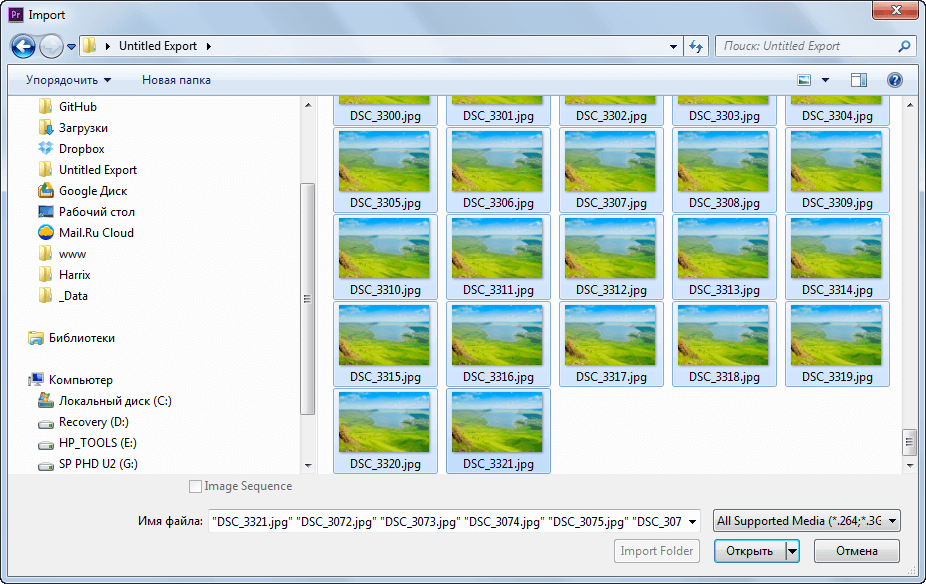 Pr Import
Untitled Export
Поиск: Untitled Export
Упорядочить
Новая папка
GitHub
Загрузки
Dropbox
Untitled Export
Google Диск
Рабочий стол
Mail.Ru Cloud
www
Harrix
_Data
Библиотеки
Компьютер
Локальный диск (C:)
Recovery (D:)
HP_TOOLS (E:)
SP PHD U2 (G:)
DSC_3300.jpg DSC_3301.jpg DSC_3302.jpg DSC_3303.jpg DSC_3304.jpg
DSC_3305.jpg DSC_3306.jpg DSC_3307.jpg DSC_3308.jpg DSC_3309.jpg
DSC_3310.jpg DSC_3311.jpg DSC_3312.jpg DSC_3313.jpg DSC_3314.jpg
DSC_3315.jpg DSC_3316.jpg DSC_3317.jpg DSC_3318.jpg DSC_3319.jpg
DSC_3320.jpg DSC_3321.jpg
Image Sequence
Имя файла: "DSC_3321.jpg" "DSC_3072.jpg" "DSC_3073.jpg" "DSC_3074.jpg" "DSC_3075.jpg" "DSC_307 All Supported Media (*.264;*.3G
Import Folder Открыть Отмена